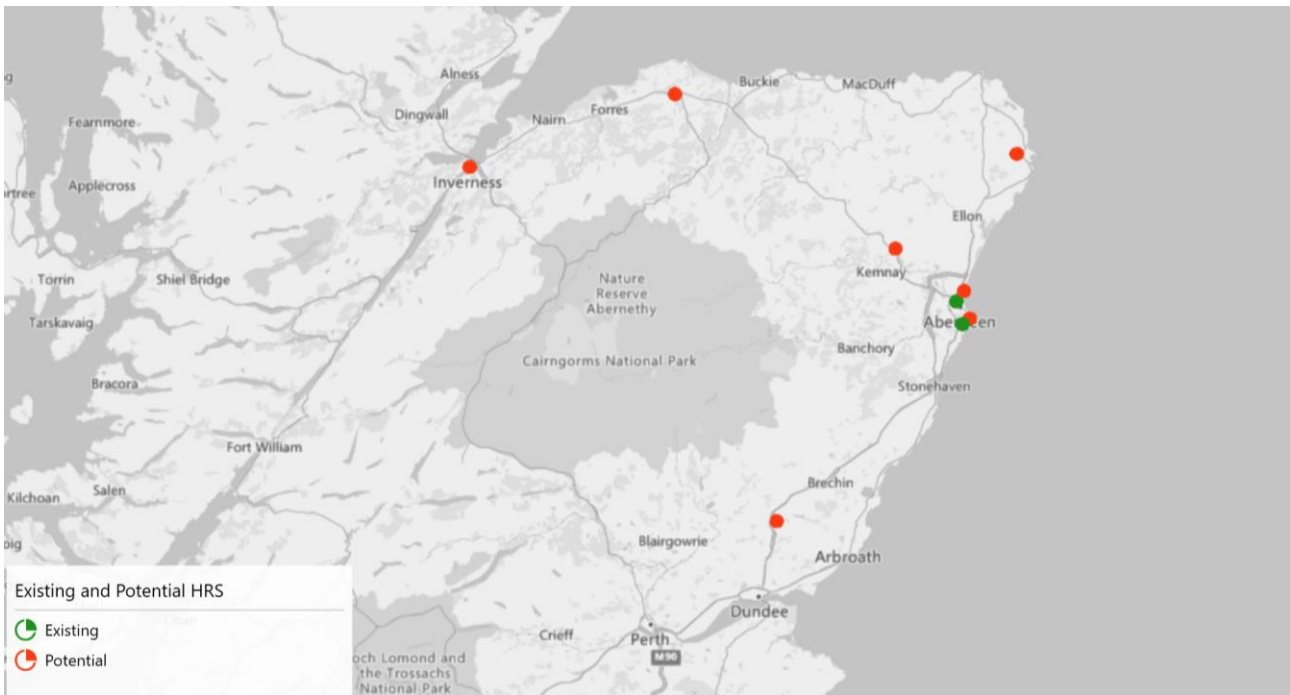 Alness
Buckie
MacDuff
Dingwall
Forres
Nairn
Fearnmore
Inverness
Applecross
Ellon
Kemnay
Torrin
Shiel Bridge
Nature
Reserve
Abernethy
Tarskavaig
Banchory
Cairngorms National Park
Bracora
Stonehaven
Fort William
Brechin
Salen
Kilchoan
Blairgowrie
Arbroath
Dundee
Perth
Crieff
M90
och Lomond and
the Trossachs
National Park
Existing and Potential HRS
Existing
Potential